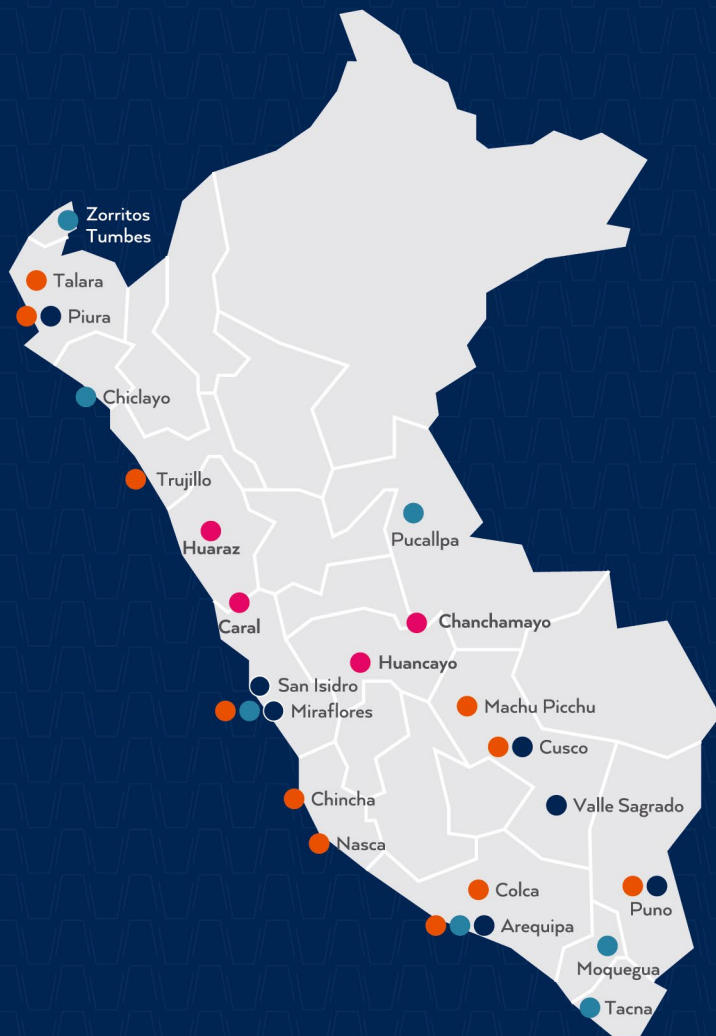 Zorritos
Tumbes
Talara
Piura
Chiclayo
Trujillo
Pucallpa
Huaraz
Caral
Chanchamayo
Huancayo
San Isidro
Miraflores
Machu Picchu
Cusco
Chincha
Valle Sagrado
Nasca
Colca
Puno
Arequipa
Moquegua
Tacna